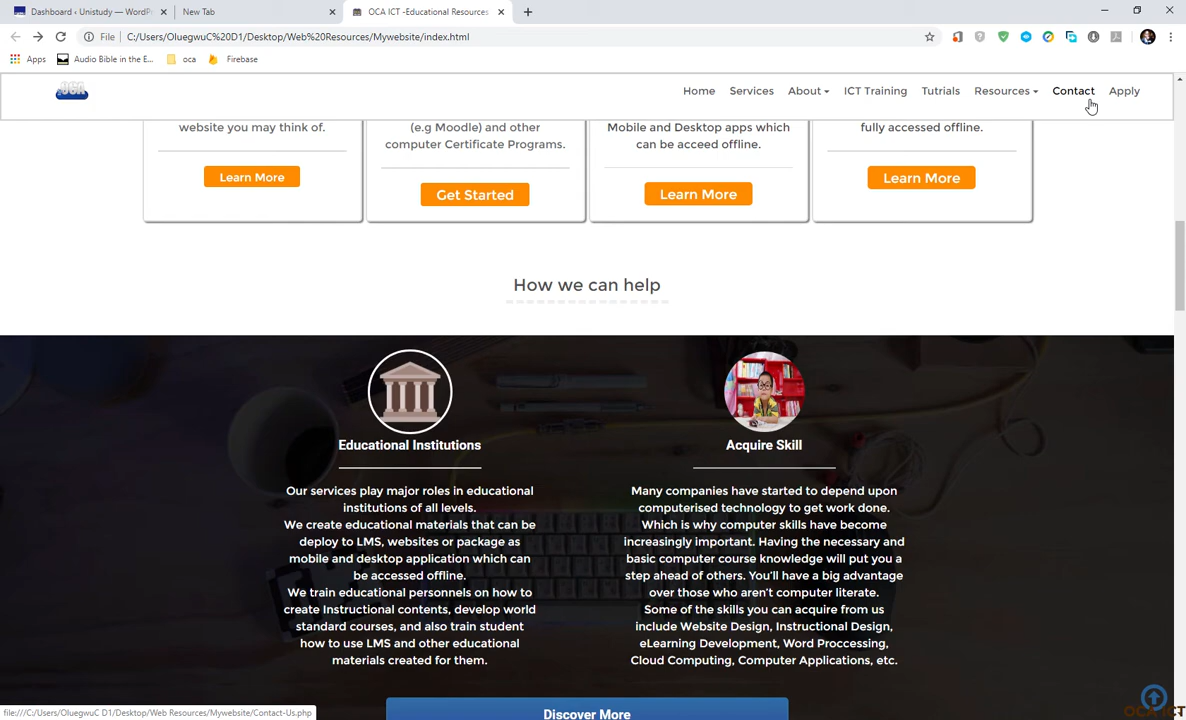 Dashboard ‹ Unistudy — WordPr
New Tab
OCA ICT -Educational Resources
File C:/Users/OluegwuC%20D1/Desktop/Web%20Resources/Mywebsite/index.html
Apps Audio Bible in the E... oca Firebase
OCA Home Services About ICT Training Tutrials Resources Contact Apply
website you may think of.
Learn More
(e.g Moodle) and other
computer Certificate Programs.
Get Started
Mobile and Desktop apps which
can be acceed offline.
Learn More
fully accessed offline.
Learn More
How we can help
Educational Institutions
Our services play major roles in educational
institutions of all levels.
We create educational materials that can be
deploy to LMS, websites or package as
mobile and desktop application which can
be accessed offline.
We train educational personnels on how to
create Instructional contents, develop world
standard courses, and also train student
how to use LMS and other educational
materials created for them.
Acquire Skill
Many companies have started to depend upon
computerised technology to get work done.
Which is why computer skills have become
increasingly important. Having the necessary and
basic computer course knowledge will put you a
step ahead of others. You'll have a big advantage
over those who aren't computer literate.
Some of the skills you can acquire from us
include Website Design, Instructional Design,
eLearning Development, Word Proccessing,
Cloud Computing, Computer Applications, etc.
Discover More
file:///C:/Users/OluegwuC D1/Desktop/Web Resources/Mywebsite/Contact-Us.php
OCA ICT